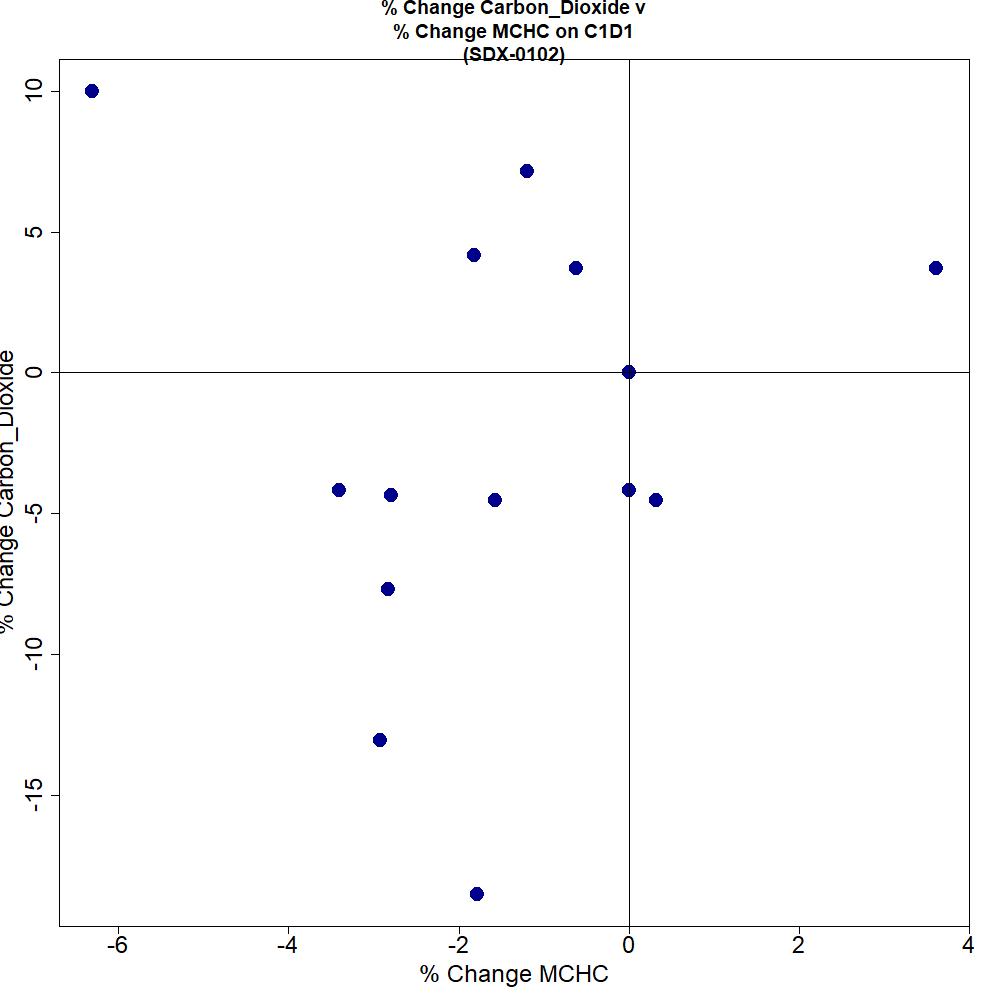 % Change Carbon_Dioxide v
% Change MCHC on C1D1
(SDX-0102)
% Change Carbon_Dioxide
10
5
0
-5
-10
-15
-6
-4
-2
0
2
4
% Change MCHC